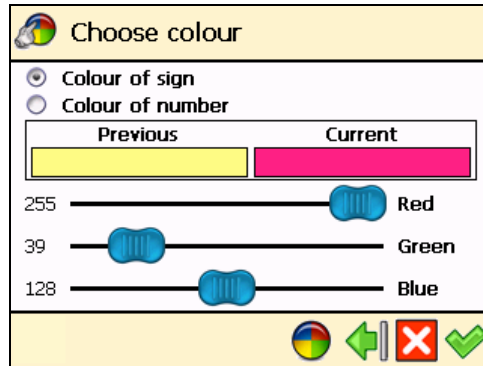 Choose colour
Colour of sign
Colour of number
Previous Current
255 Red
39 Green
128 Blue